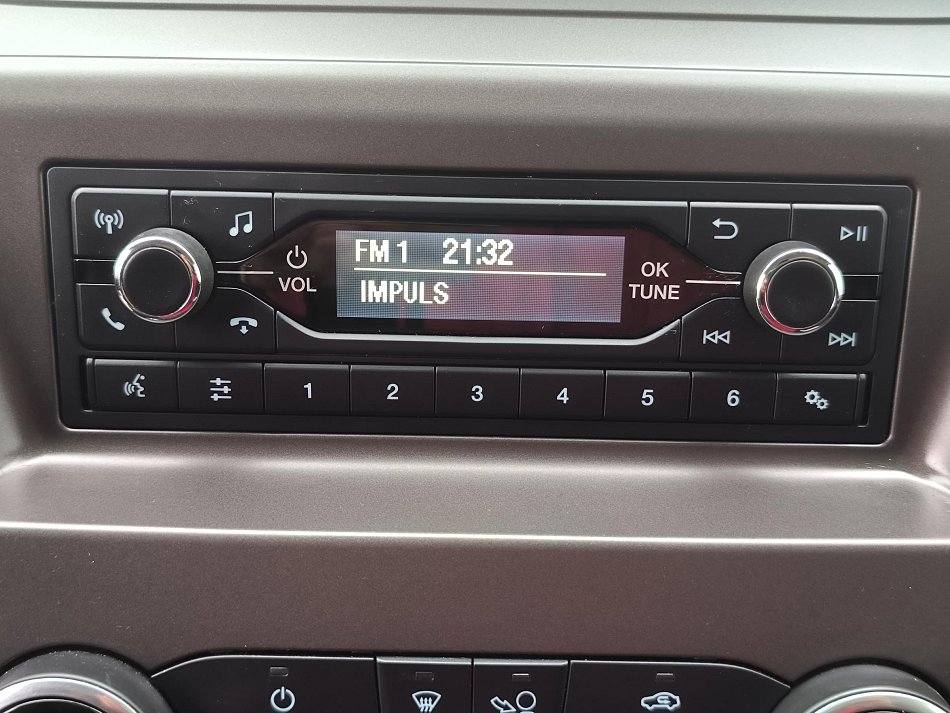 FM 1 21:32
IMPULS
VOL
OK
TUNE
1 2 3 4 5 6